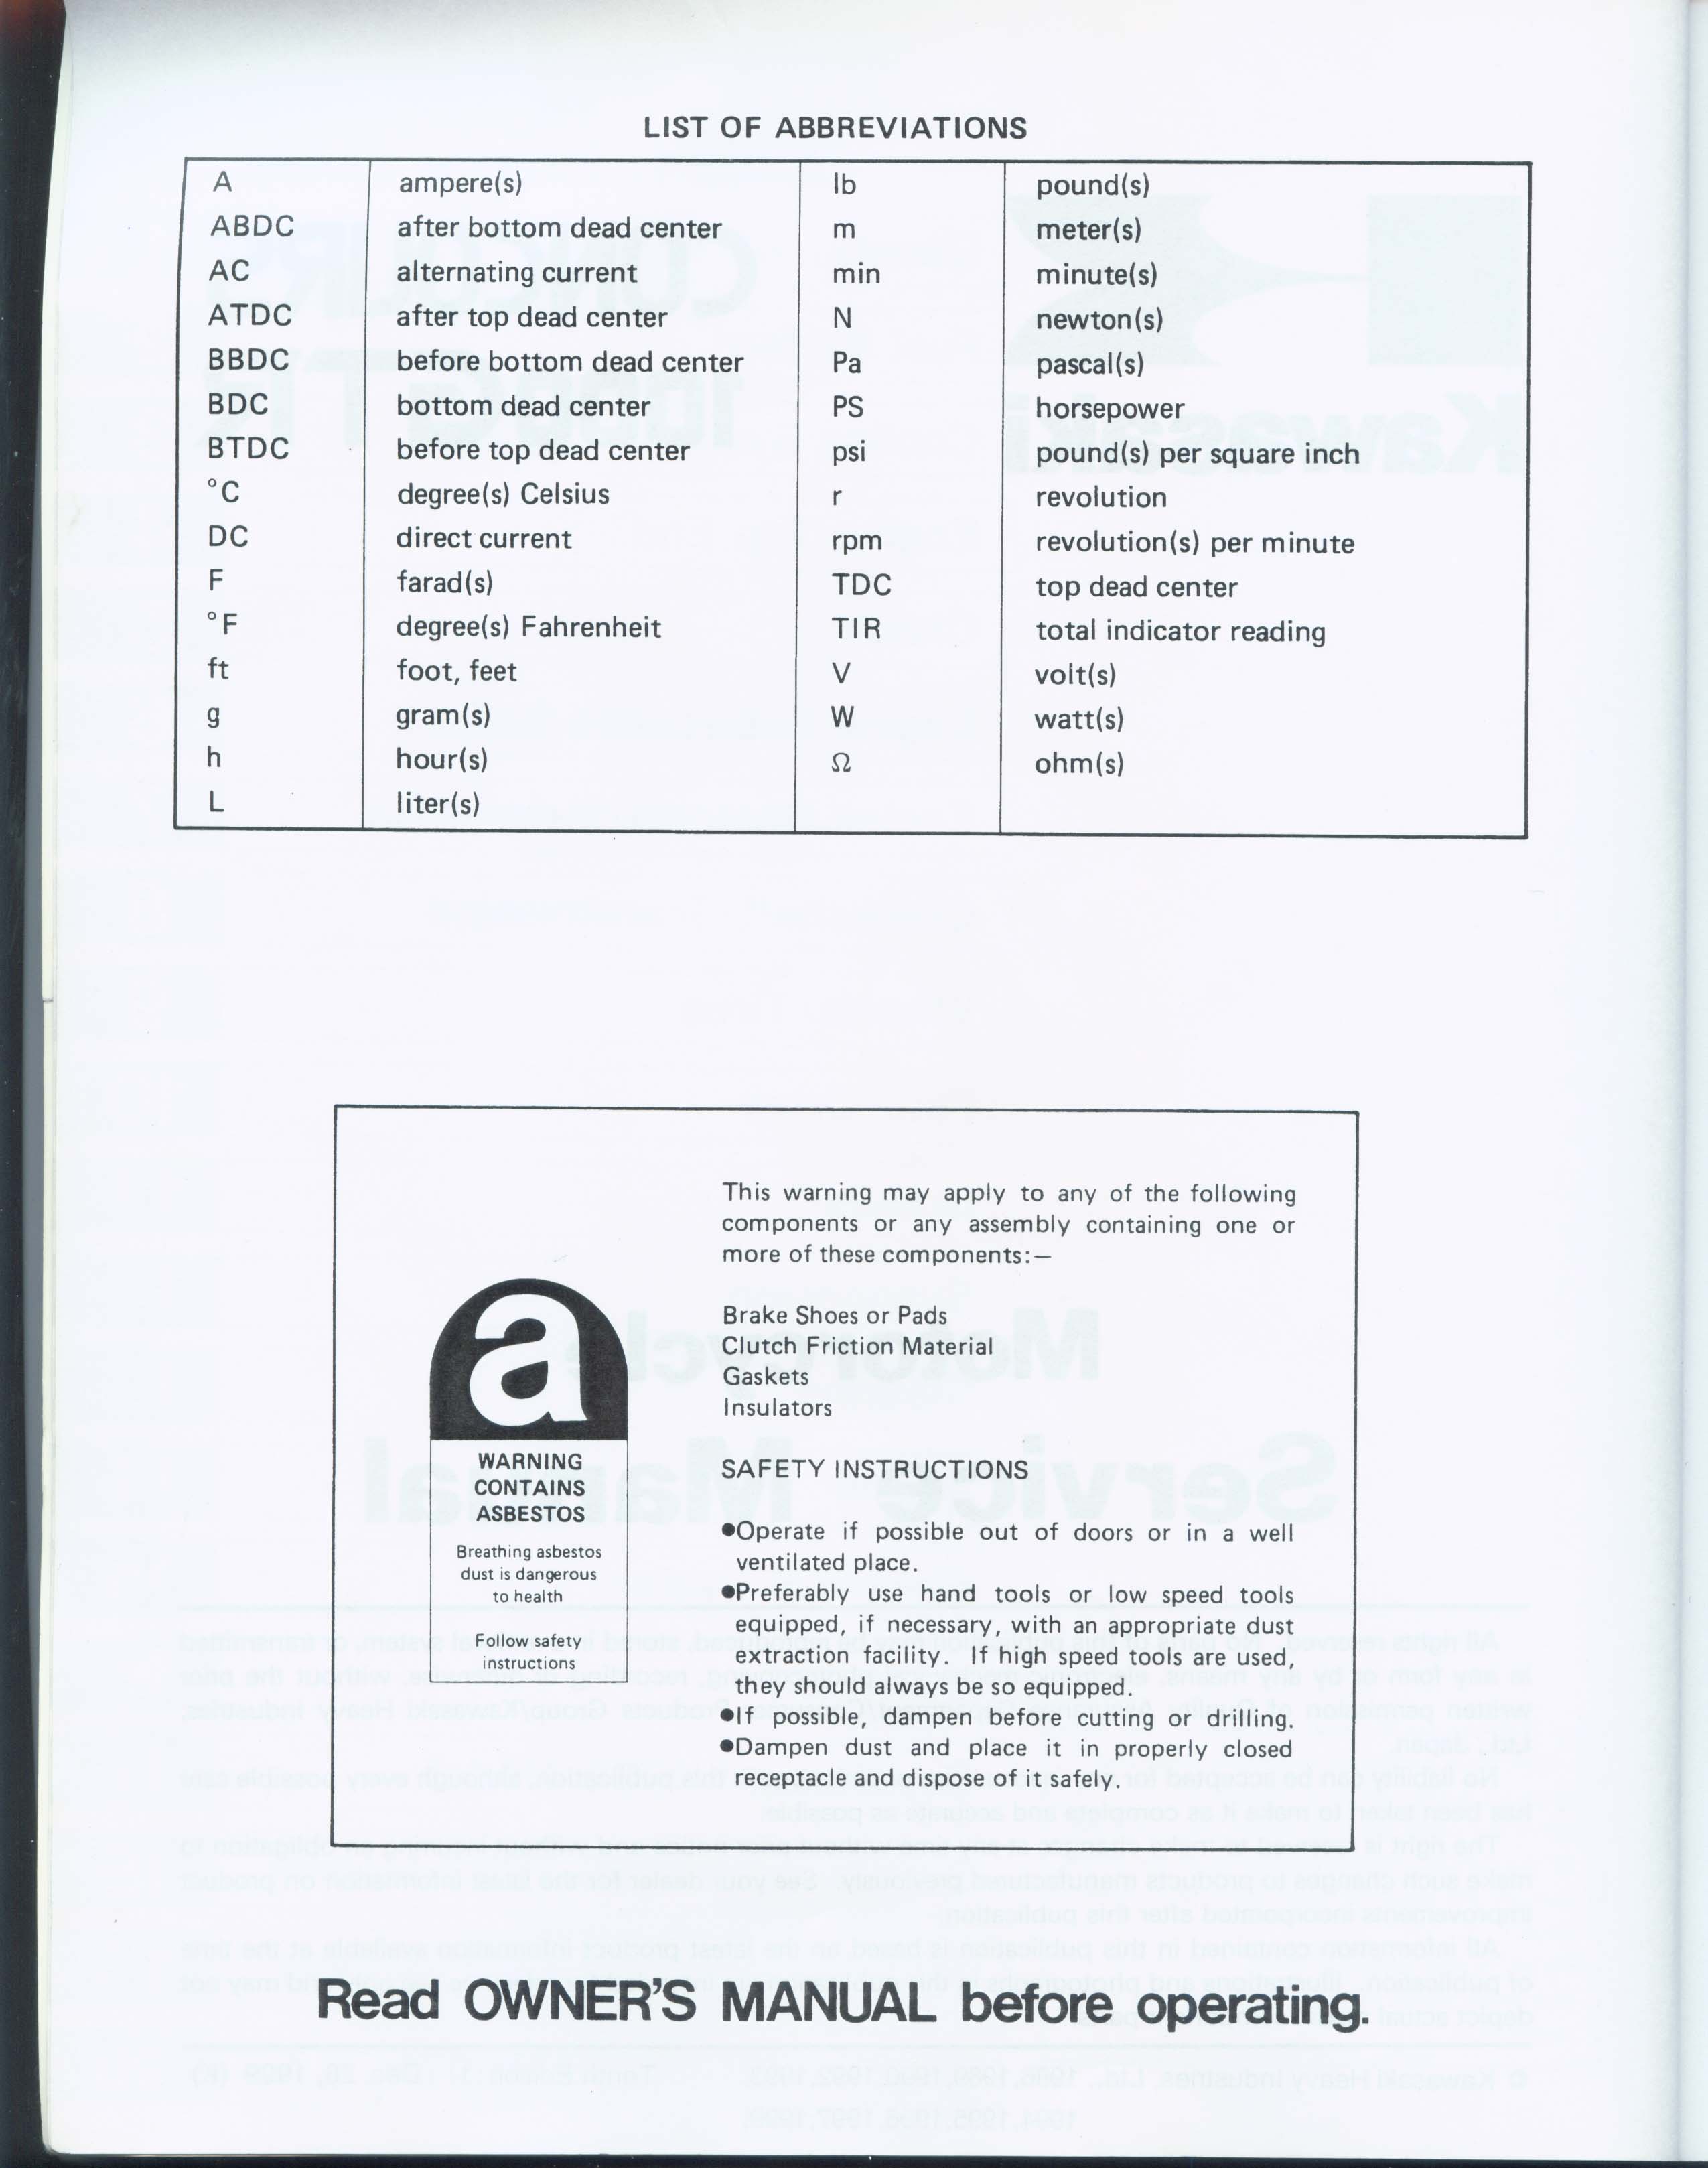 LIST OF ABBREVIATIONS
A ampere(s) lb pound(s)
ABDC after bottom dead center m meter(s)
AC alternating current min minute(s)
ATDC after top dead center N newton(s)
BBDC before bottom dead center Pa pascal(s)
BDC bottom dead center PS horsepower
BTDC before top dead center psi pound(s) per square inch
°C degree(s) Celsius r revolution
DC direct current rpm revolution(s) per minute
F farad(s) TDC top dead center
°F degree(s) Fahrenheit TIR total indicator reading
ft foot, feet V volt(s)
g gram(s) W watt(s)
h hour(s) Ω ohm(s)
L liter(s)
a
WARNING
CONTAINS
ASBESTOS
Breathing asbestos
dust is dangerous
to health
Follow safety
instructions
This warning may apply to any of the following
components or any assembly containing one or
more of these components:—
Brake Shoes or Pads
Clutch Friction Material
Gaskets
Insulators
SAFETY INSTRUCTIONS
●Operate if possible out of doors or in a well
ventilated place.
●Preferably use hand tools or low speed tools
equipped, if necessary, with an appropriate dust
extraction facility. If high speed tools are used,
they should always be so equipped.
●If possible, dampen before cutting or drilling.
●Dampen dust and place it in properly closed
receptacle and dispose of it safely.
Read OWNER'S MANUAL before operating.